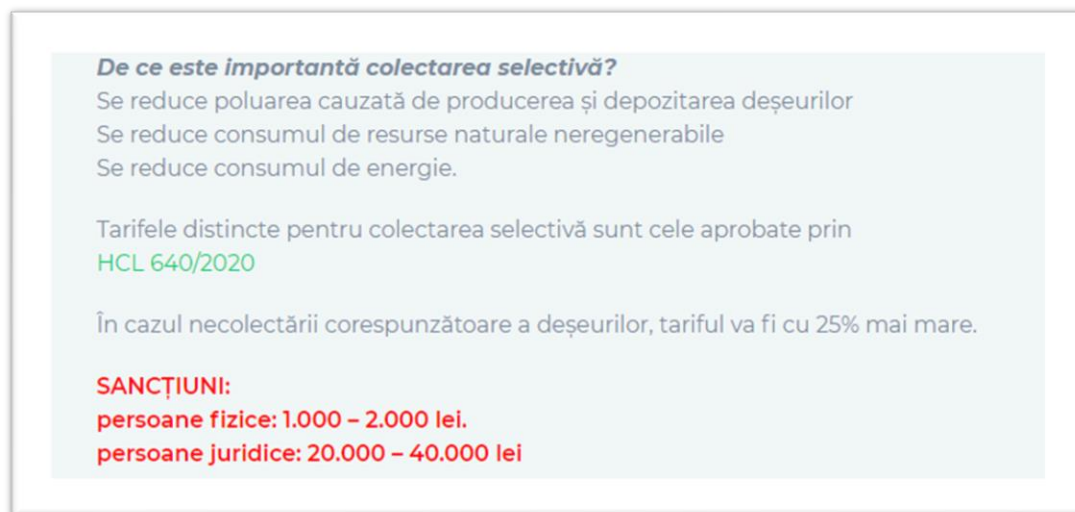 De ce este importantă colectarea selectivă?
Se reduce poluarea cauzată de producerea și depozitarea deșeurilor
Se reduce consumul de resurse naturale neregenerabile
Se reduce consumul de energie.
Tarifele distincte pentru colectarea selectivă sunt cele aprobate prin
HCL 640/2020
În cazul necolectării corespunzătoare a deșeurilor, tariful va fi cu 25% mai mare.
SANCȚIUNI:
persoane fizice: 1.000 – 2.000 lei.
persoane juridice: 20.000 – 40.000 lei